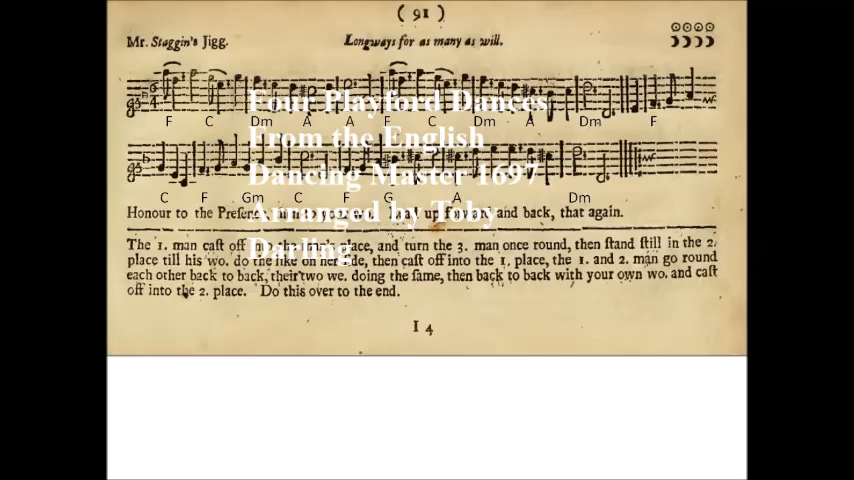 ( 91 )
Mr. Staggin's Jigg.
Longways for as many as will.
Four Playford Dances
F C Dm A A F C Dm A Dm F
From the English
Dancing Master 1697
C F Gm C F G A Dm
Arranged by Toby
Honour to the Presence, up forward and back, that again.
Darling
The 1. man cast off place, and turn the 3. man once round, then stand still in the 2.
place till his wo. do the like on her side, then cast off into the 1. place, the 1. and 2. man go round
each other back to back, their two we. doing the same, then back to back with your own wo. and cast
off into the 2. place. Do this over to the end.
I 4